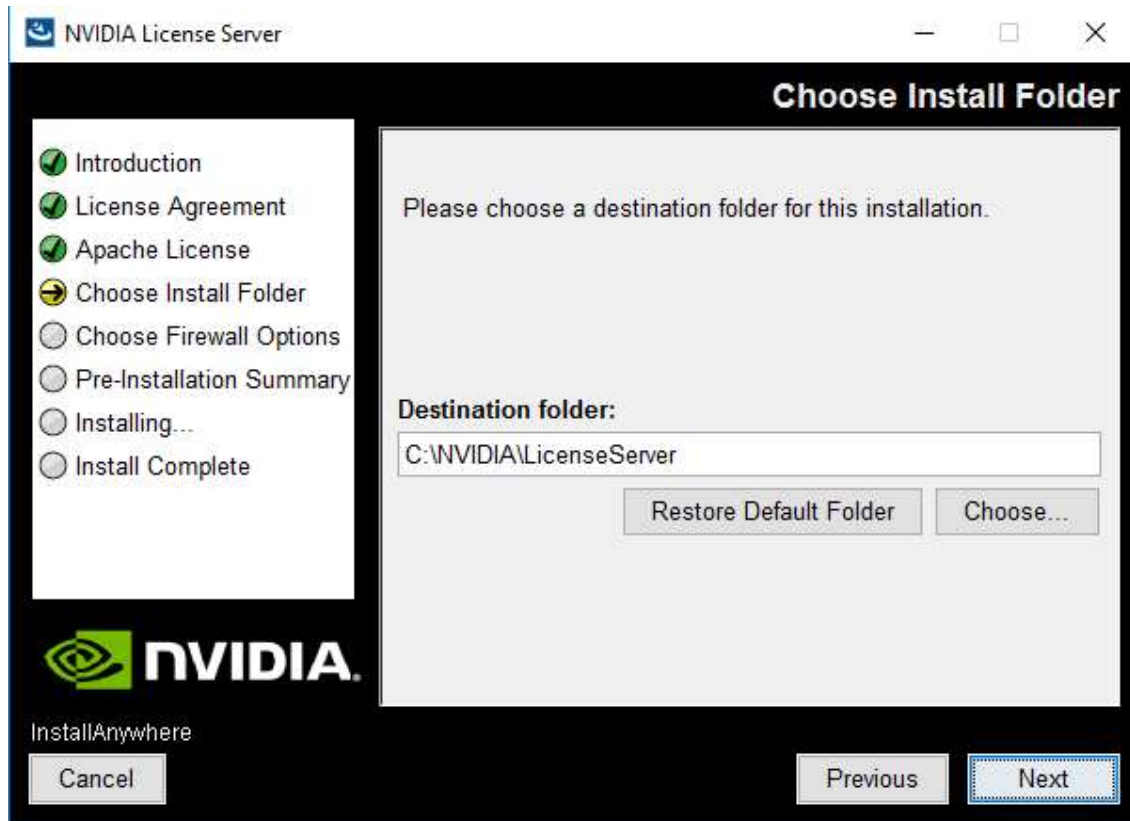 NVIDIA License Server
Choose Install Folder
Introduction
License Agreement
Apache License
Choose Install Folder
Choose Firewall Options
Pre-Installation Summary
Installing...
Install Complete
Please choose a destination folder for this installation.
Destination folder:
C:\NVIDIA\LicenseServer
Restore Default Folder
Choose...
NVIDIA.
InstallAnywhere
Cancel
Previous
Next